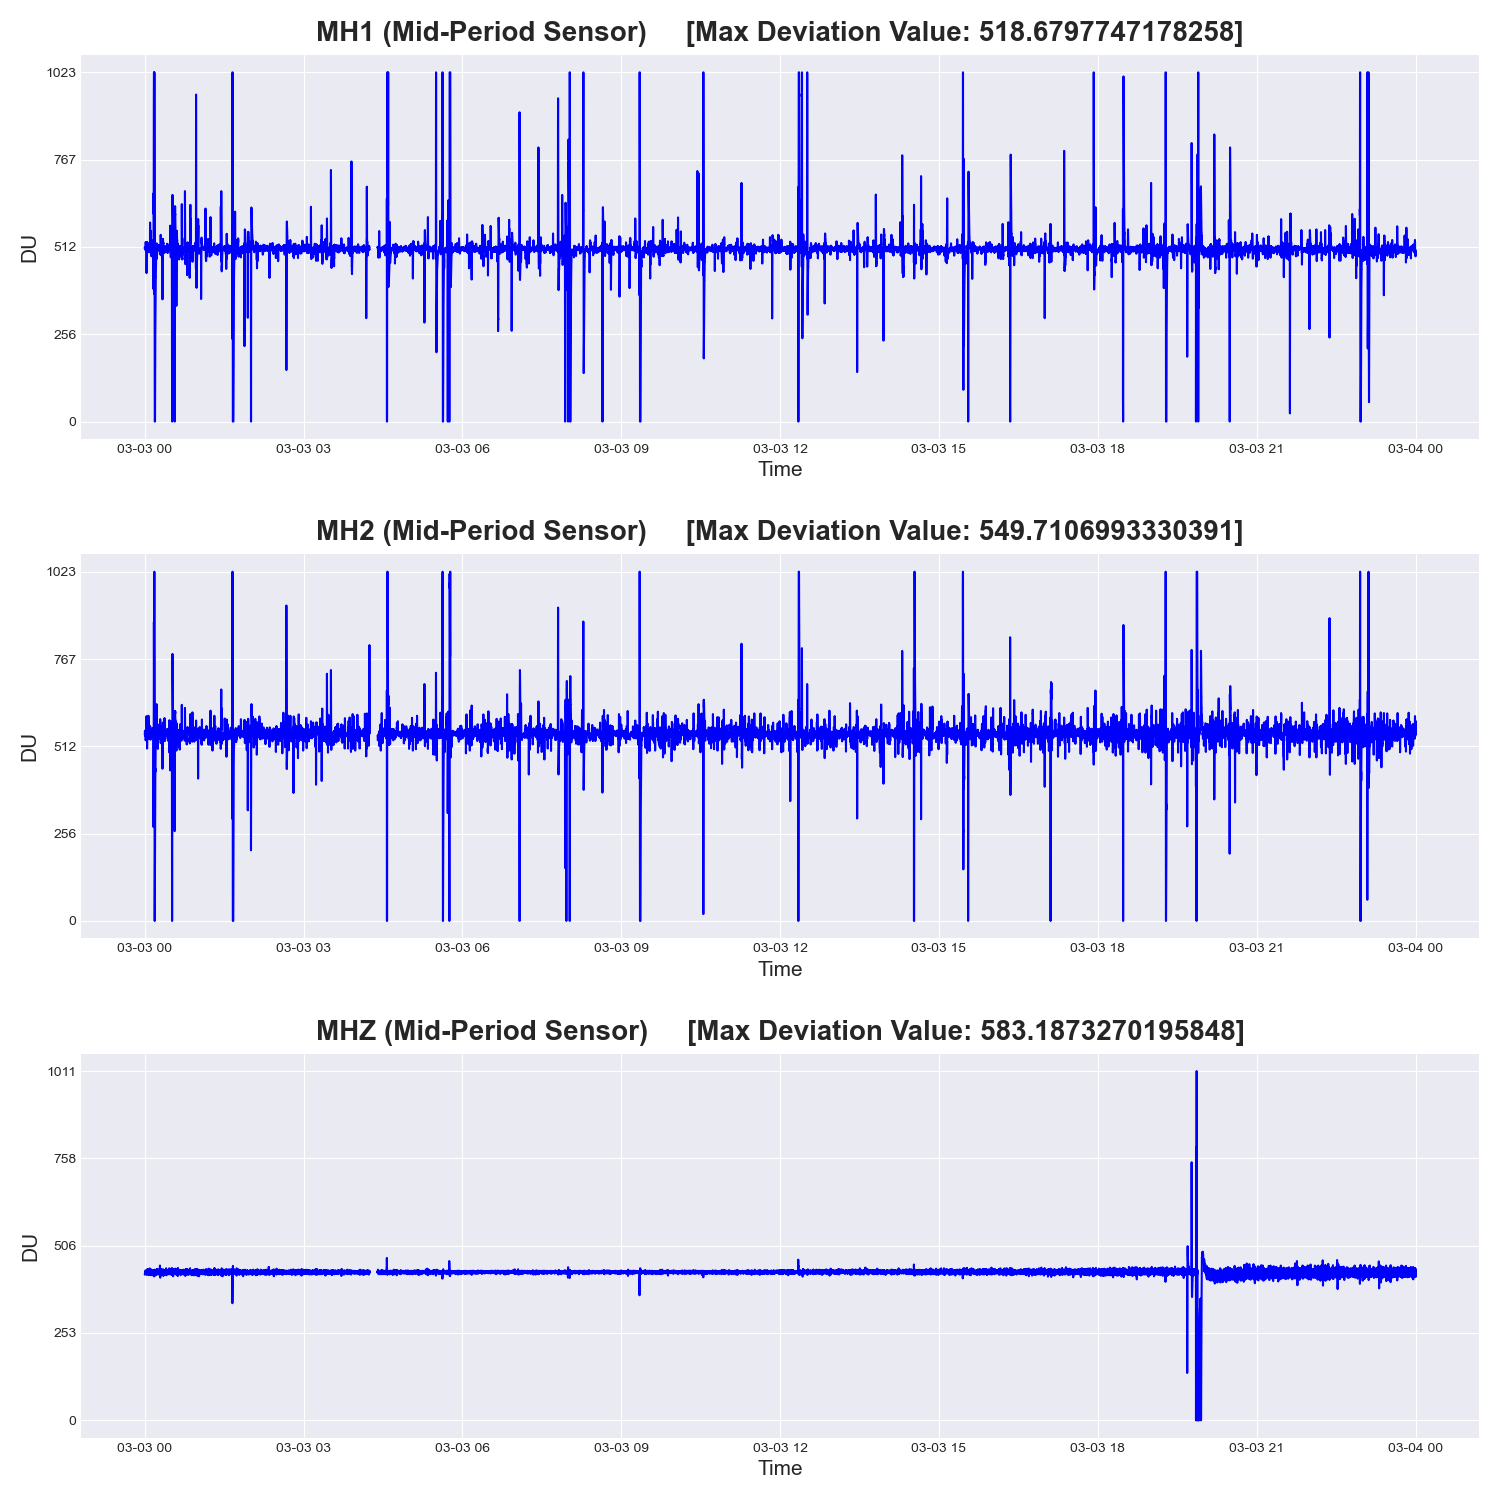 MH1 (Mid-Period Sensor) [Max Deviation Value: 518.6797747178258]
1023
767
512
256
0
DU
03-03 00 03-03 03 03-03 06 03-03 09 03-03 12 03-03 15 03-03 18 03-03 21 03-04 00
Time
MH2 (Mid-Period Sensor) [Max Deviation Value: 549.7106993330391]
1023
767
512
256
0
DU
03-03 00 03-03 03 03-03 06 03-03 09 03-03 12 03-03 15 03-03 18 03-03 21 03-04 00
Time
MHZ (Mid-Period Sensor) [Max Deviation Value: 583.1873270195848]
1011
758
506
253
0
DU
03-03 00 03-03 03 03-03 06 03-03 09 03-03 12 03-03 15 03-03 18 03-03 21 03-04 00
Time